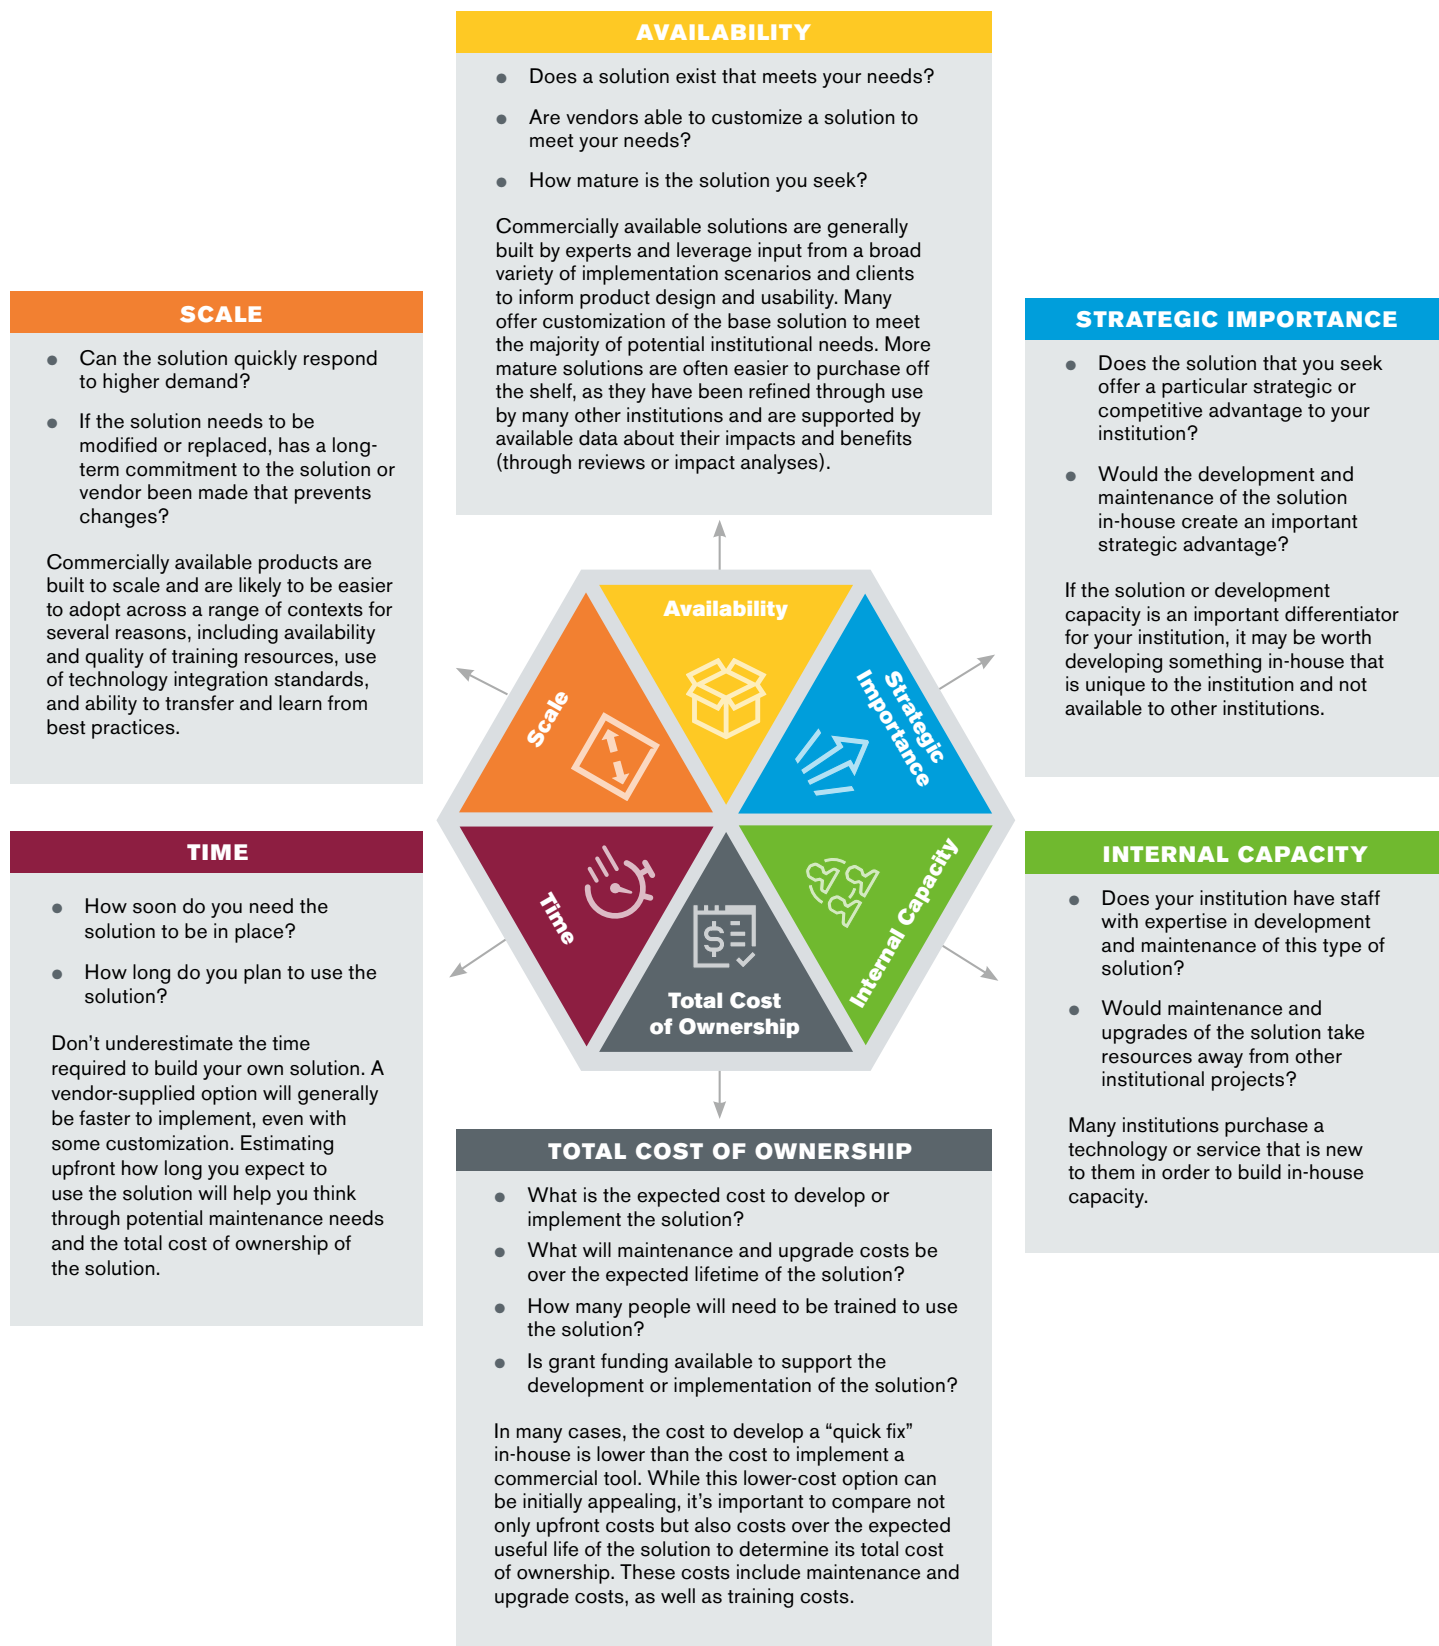 AVAILABILITY
● Does a solution exist that meets your needs?
● Are vendors able to customize a solution to
meet your needs?
● How mature is the solution you seek?
Commercially available solutions are generally
built by experts and leverage input from a broad
variety of implementation scenarios and clients
to inform product design and usability. Many
offer customization of the base solution to meet
the majority of potential institutional needs. More
mature solutions are often easier to purchase off
the shelf, as they have been refined through use
by many other institutions and are supported by
available data about their impacts and benefits
(through reviews or impact analyses).
SCALE
● Can the solution quickly respond
to higher demand?
● If the solution needs to be
modified or replaced, has a long-
term commitment to the solution or
vendor been made that prevents
changes?
Commercially available products are
built to scale and are likely to be easier
to adopt across a range of contexts for
several reasons, including availability
and quality of training resources, use
of technology integration standards,
and ability to transfer and learn from
best practices.
STRATEGIC IMPORTANCE
● Does the solution that you seek
offer a particular strategic or
competitive advantage to your
institution?
● Would the development and
maintenance of the solution
in-house create an important
strategic advantage?
If the solution or development
capacity is an important differentiator
for your institution, it may be worth
developing something in-house that
is unique to the institution and not
available to other institutions.
Availability
Scale
Strategic
Importance
Time
Total Cost
of Ownership
Internal Capacity
$
TIME
● How soon do you need the
solution to be in place?
● How long do you plan to use the
solution?
Don’t underestimate the time
required to build your own solution. A
vendor-supplied option will generally
be faster to implement, even with
some customization. Estimating
upfront how long you expect to
use the solution will help you think
through potential maintenance needs
and the total cost of ownership of
the solution.
INTERNAL CAPACITY
● Does your institution have staff
with expertise in development
and maintenance of this type of
solution?
● Would maintenance and
upgrades of the solution take
resources away from other
institutional projects?
Many institutions purchase a
technology or service that is new
to them in order to build in-house
capacity.
TOTAL COST OF OWNERSHIP
● What is the expected cost to develop or
implement the solution?
● What will maintenance and upgrade costs be
over the expected lifetime of the solution?
● How many people will need to be trained to use
the solution?
● Is grant funding available to support the
development or implementation of the solution?
In many cases, the cost to develop a “quick fix”
in-house is lower than the cost to implement a
commercial tool. While this lower-cost option can
be initially appealing, it’s important to compare not
only upfront costs but also costs over the expected
useful life of the solution to determine its total cost
of ownership. These costs include maintenance and
upgrade costs, as well as training costs.